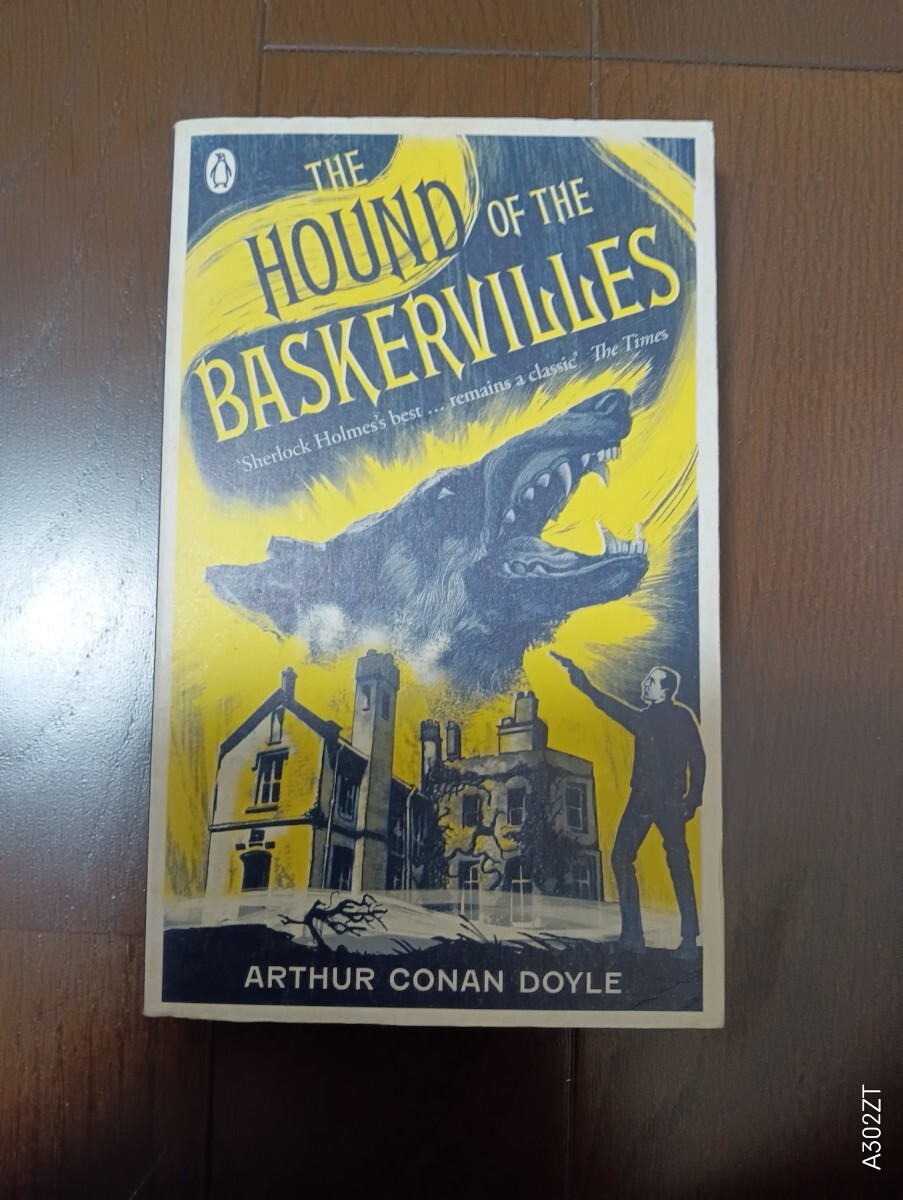 THE
HOUND OF THE
BASKERVILLES
‘Sherlock Holmes's best ... remains a classic’ The Times
ARTHUR CONAN DOYLE
A302ZT